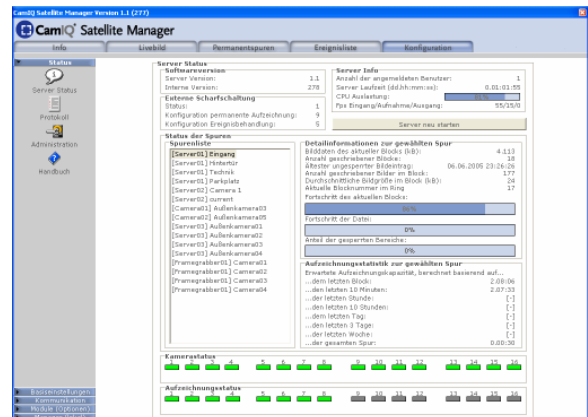 CamIQ Satellite Manager Version 1.1 (277)
CamIQ Satellite Manager
Info Livebild Permanentspuren Ereignisliste Konfiguration
Status
Server Status
Protokoll
Administration
Handbuch
Basiseinstellungen
Kommunikation
Module (Optionen)
Server Status
Softwareversion
Server Version: 1.1
Interne Version: 278
Externe Scharfschaltung
Status: 1
Konfiguration permanente Aufzeichnung: 9
Konfiguration Ereignisbehandlung: 5
Server Info
Anzahl der angemeldeten Benutzer: 1
Server Laufzeit (dd.hh:mm:ss): 0.01:01:55
CPU Auslastung:
Fps Eingang/Aufnahme/Ausgang: 55/15/0
Server neu starten
Status der Spuren
Spurenliste
[Server01] Eingang
[Server01] Hintertür
[Server01] Technik
[Server01] Parkplatz
[Server02] Camera 1
[Server02] current
[Camera01] Außenkamera03
[Camera02] Außenkamera05
[Server03] Außenkamera01
[Server03] Außenkamera02
[Server03] Außenkamera03
[Server03] Außenkamera04
[Framegrabber01] Camera01
[Framegrabber01] Camera02
[Framegrabber01] Camera03
[Framegrabber01] Camera04
Detailinformationen zur gewählten Spur
Bilddaten des aktueller Blocks (kB): 4.113
Anzahl geschriebener Blöcke: 18
Ältester ungesperrter Bildeintrag: 06.06.2005 23:26:26
Anzahl geschriebener Bilder im Block: 177
Durchschnittliche Bildgröße im Block (kB): 24
Aktuelle Blocknummer im Ring 17
Fortschritt des aktuellen Blocks:
Fortschritt der Datei:
0%
Anteil der gesperrten Bereiche:
0%
Aufzeichnungsstatistik zur gewählten Spur
Erwartete Aufzeichnungskapazität, berechnet basierend auf...
...dem letzten Block: 2.08:06
...den letzten 10 Minuten: 2.07:33
...der letzten Stunde: [-]
...den letzten 10 Stunden: [-]
...dem letzten Tag: [-]
...den letzten 3 Tage: [-]
...der letzten Woche: [-]
...der gesamten Spur: 0.00:30
Kamerastatus
1 2 3 4 5 6 7 8 9 10 11 12 13 14 15 16
Aufzeichnungsstatus
1 2 3 4 5 6 7 8 9 10 11 12 13 14 15 16